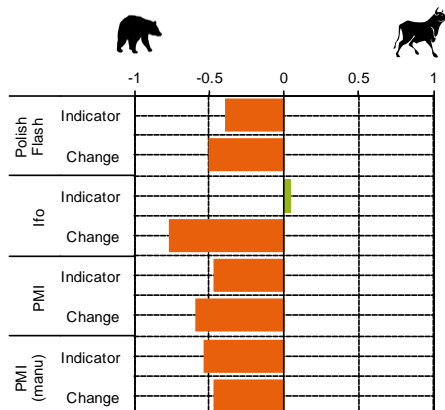 -1 -0.5 0 0.5 1
Polish
Flash
Indicator
Change
Ifo
Indicator
Change
PMI
Indicator
Change
PMI
(manu)
Indicator
Change